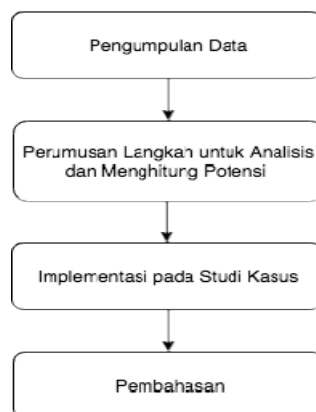 Pengumpulan Data
Perumusan Langkah untuk Analisis
dan Menghitung Potensi
Implementasi pada Studi Kasus
Pembahasan